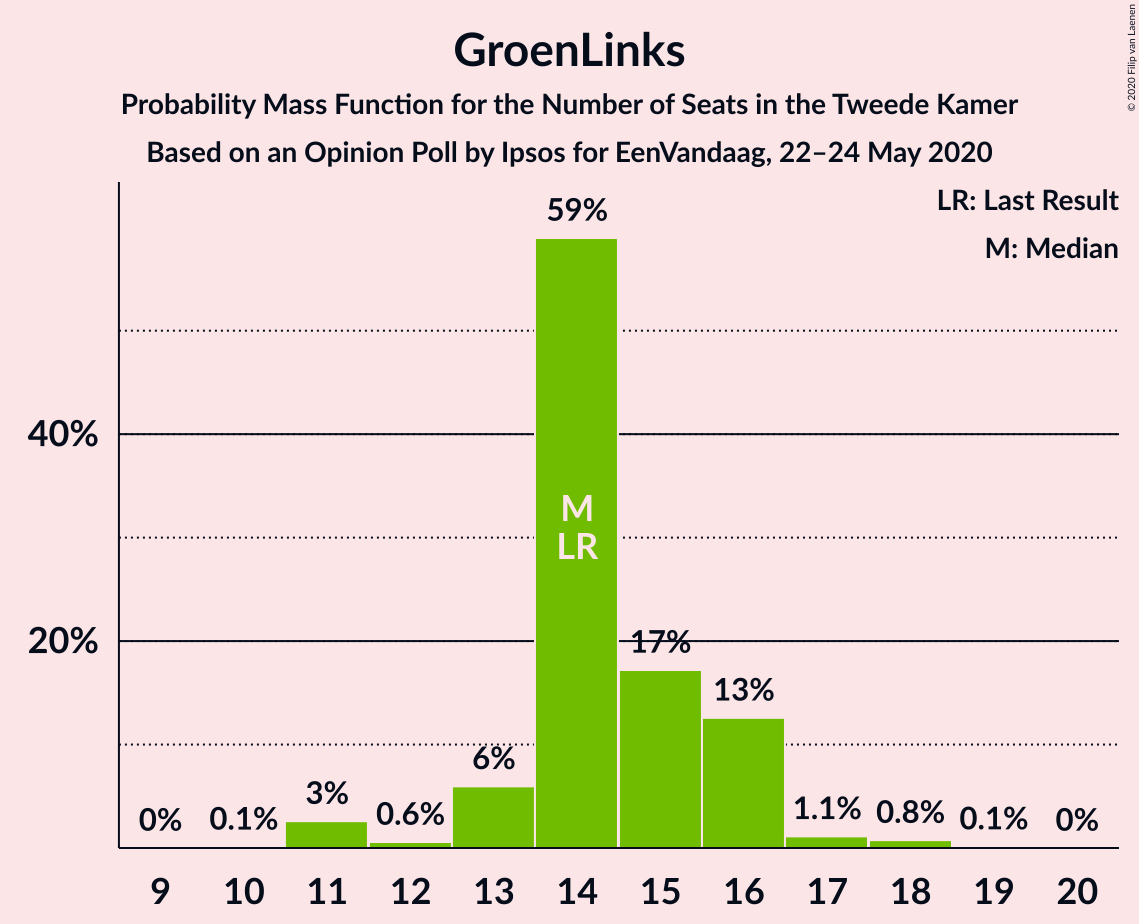 GroenLinks
Probability Mass Function for the Number of Seats in the Tweede Kamer
Based on an Opinion Poll by Ipsos for EenVandaag, 22–24 May 2020
© 2020 Filip van Laenen
LR: Last Result
M: Median
40%
20%
0%
0.1%
3%
0.6%
6%
59%
M
LR
17%
13%
1.1%
0.8%
0.1%
0%
9 10 11 12 13 14 15 16 17 18 19 20